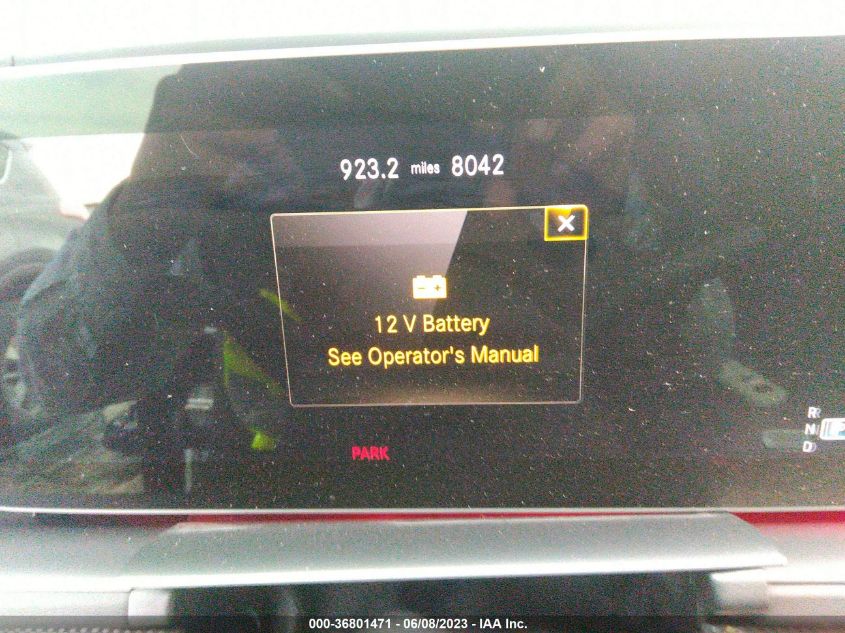 923.2 miles 8042
12 V Battery
See Operator's Manual
PARK
R
N
D
000-36801471 - 06/08/2023 - IAA Inc.